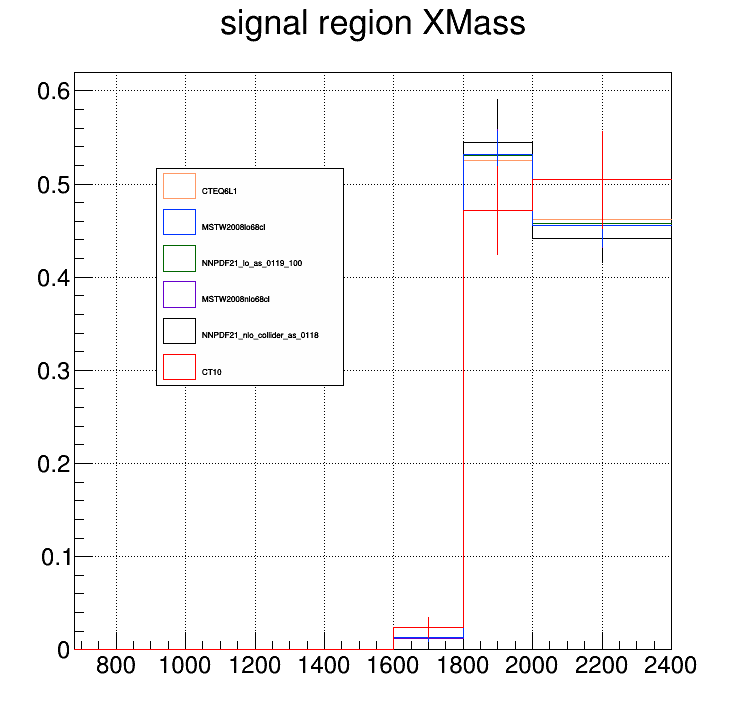 signal region XMass
0.6
0.5
CTEQ6L1
MSTW2008lo68cl
NNPDF21_lo_as_0119_100
MSTW2008nlo68cl
NNPDF21_nlo_collider_as_0118
CT10
0.4
0.3
0.2
0.1
0
800 1000 1200 1400 1600 1800 2000 2200 2400